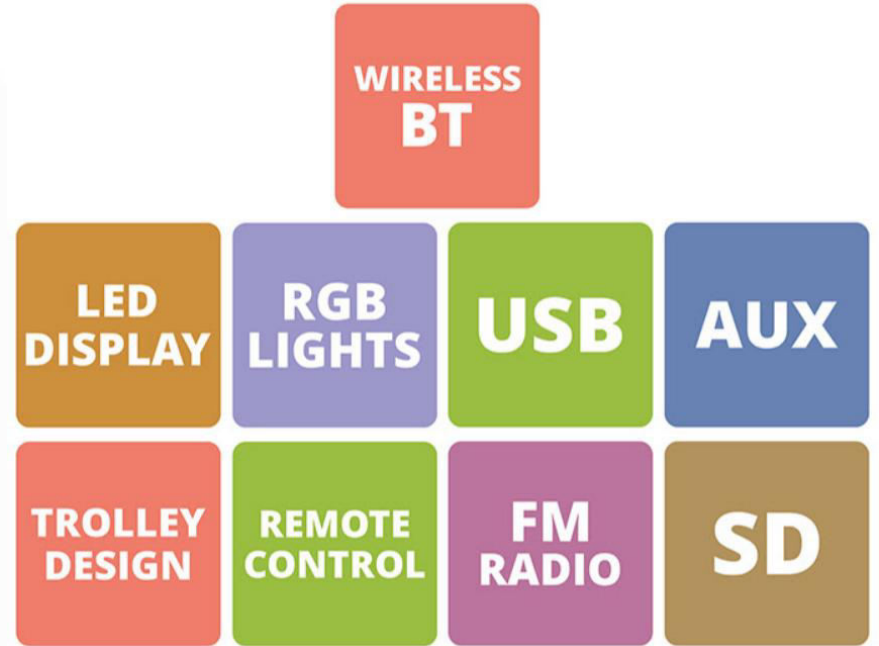 WIRELESS
BT
LED
DISPLAY
RGB
LIGHTS
USB
AUX
TROLLEY
DESIGN
REMOTE
CONTROL
FM
RADIO
SD